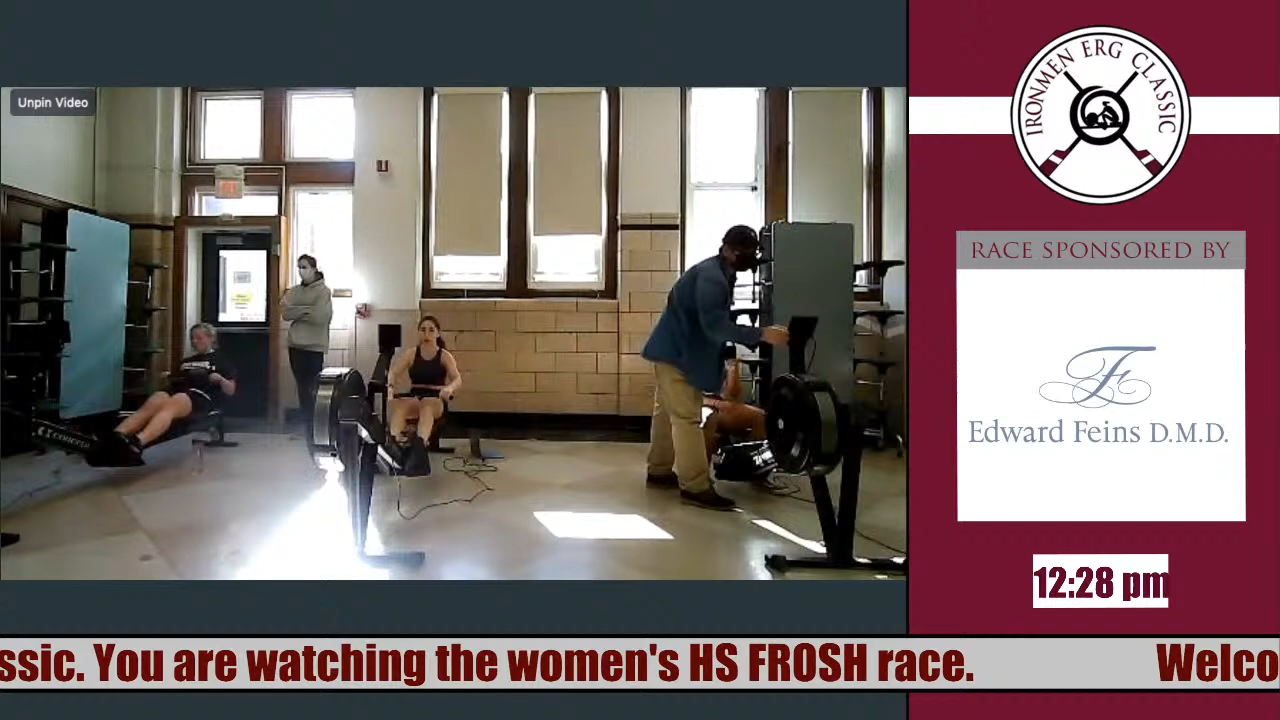 Unpin Video
IRONMEN ERG CLASSIC
RACE SPONSORED BY
F
Edward Feins D.M.D.
12:28 pm
ssic. You are watching the women's HS FROSH race. Welco